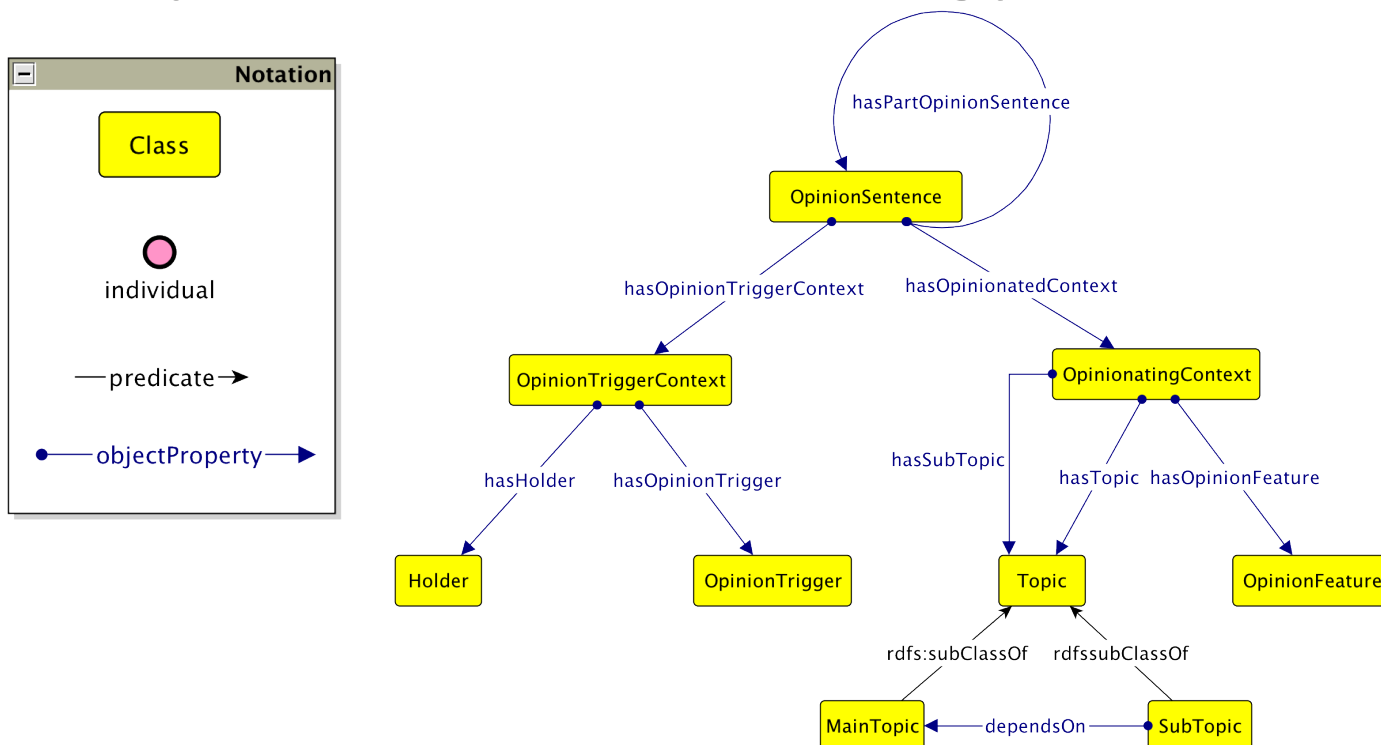 Notation
Class
individual
predicate
objectProperty
hasPartOpinionSentence
OpinionSentence
hasOpinionTriggerContext
hasOpinionatedContext
OpinionTriggerContext
OpinionatingContext
hasSubTopic
hasHolder
hasOpinionTrigger
hasTopic
hasOpinionFeature
Holder
OpinionTrigger
Topic
OpinionFeature
rdfs:subClassOf
rdfssubClassOf
MainTopic
dependsOn
SubTopic